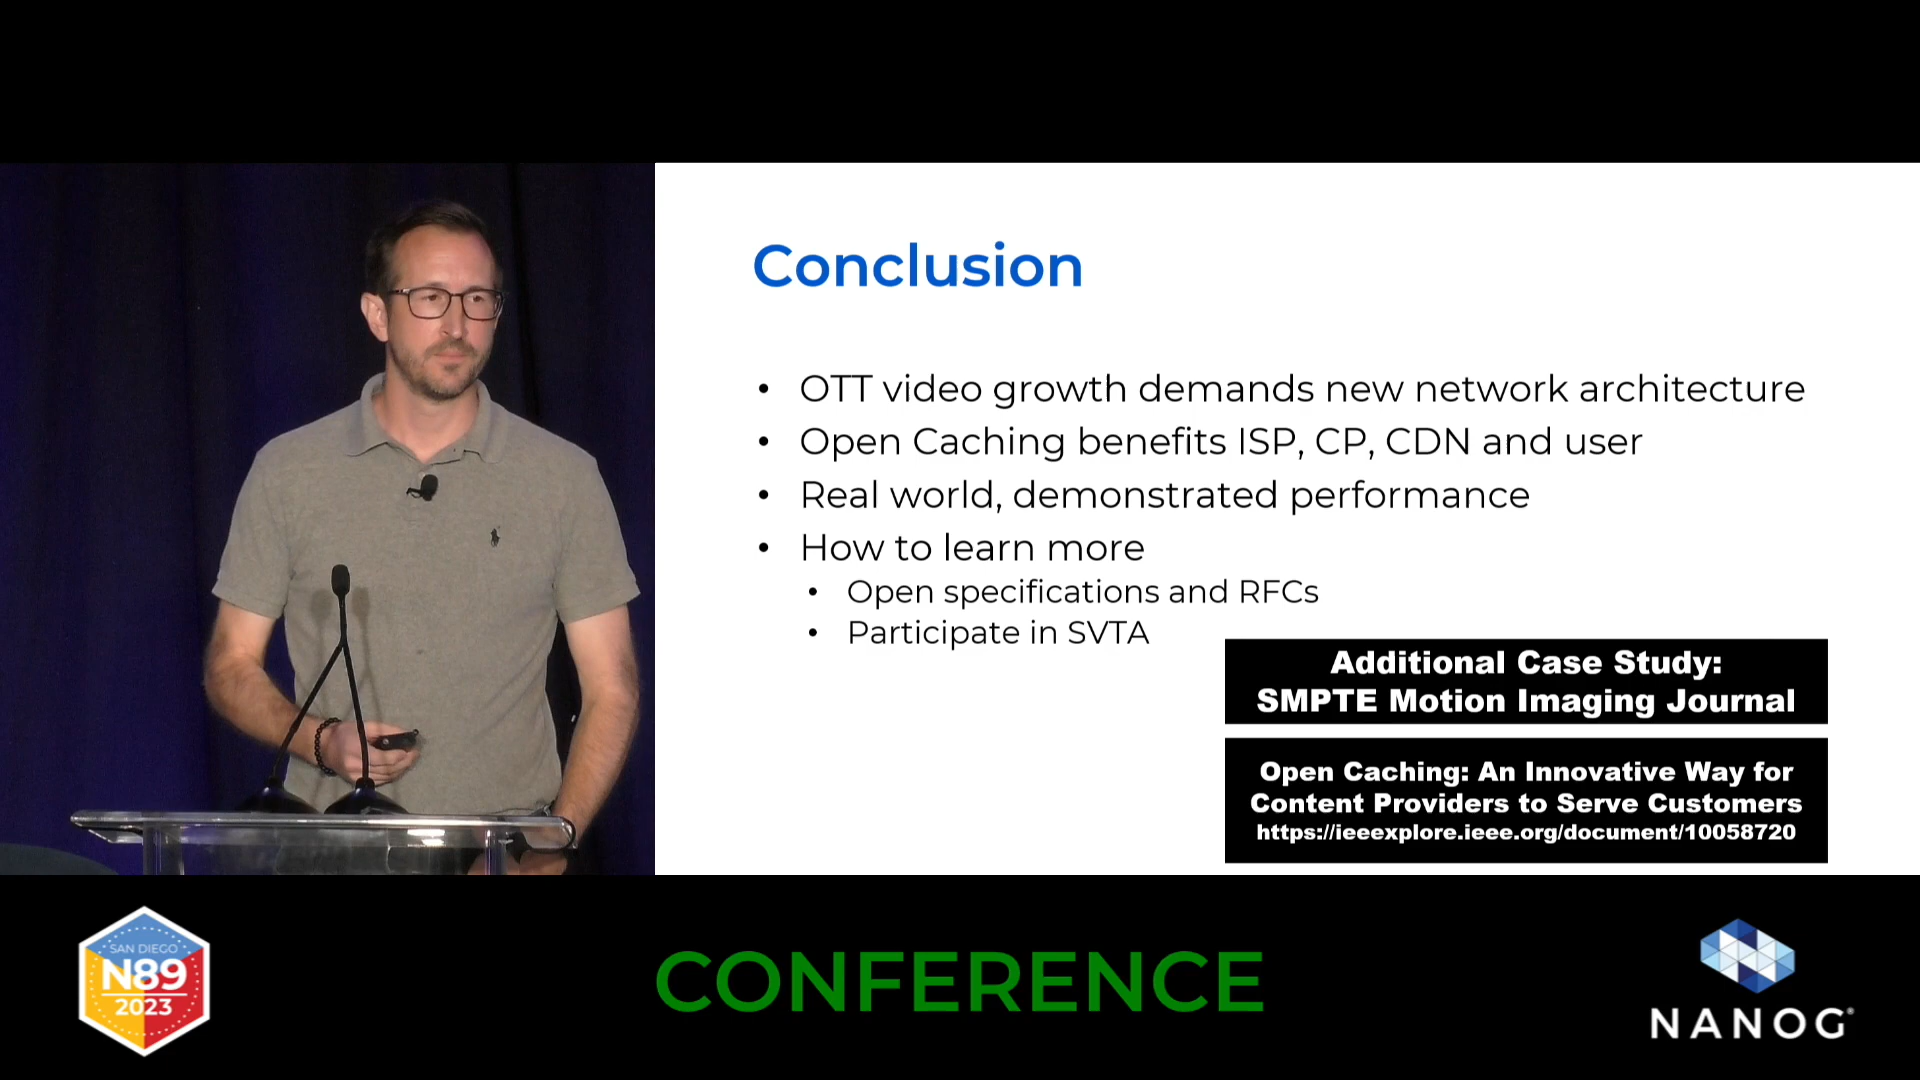 Conclusion
• OTT video growth demands new network architecture
• Open Caching benefits ISP, CP, CDN and user
• Real world, demonstrated performance
• How to learn more
• Open specifications and RFCs
• Participate in SVTA
Additional Case Study:
SMPTE Motion Imaging Journal
Open Caching: An Innovative Way for
Content Providers to Serve Customers
https://ieeexplore.ieee.org/document/10058720
SAN DIEGO
N89
2023
CONFERENCE
NANOG®